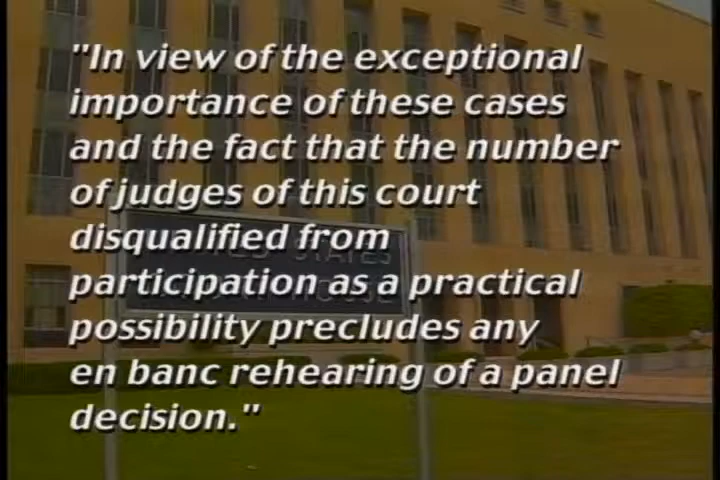 "In view of the exceptional
importance of these cases
and the fact that the number
of judges of this court
disqualified from
participation as a practical
possibility precludes any
en banc rehearing of a panel
decision."
STATES